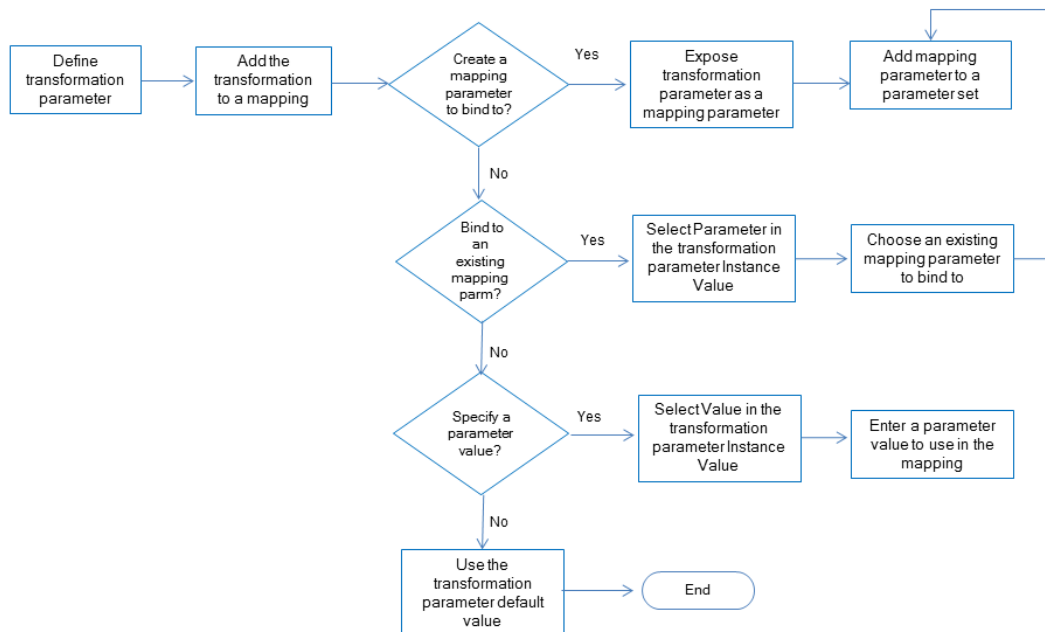 Define
transformation
parameter
Add the
transformation
to a mapping
Create a
mapping
parameter
to bind to?
Yes
Expose
transformation
parameter as a
mapping parameter
Add mapping
parameter to a
parameter set
No
Bind to
an
existing
mapping
parm?
Yes
Select Parameter in
the transformation
parameter Instance
Value
Choose an existing
mapping parameter
to bind to
No
Specify a
parameter
value?
Yes
Select Value in the
transformation
parameter Instance
Value
Enter a parameter
value to use in the
mapping
No
Use the
transformation
parameter default
value
End